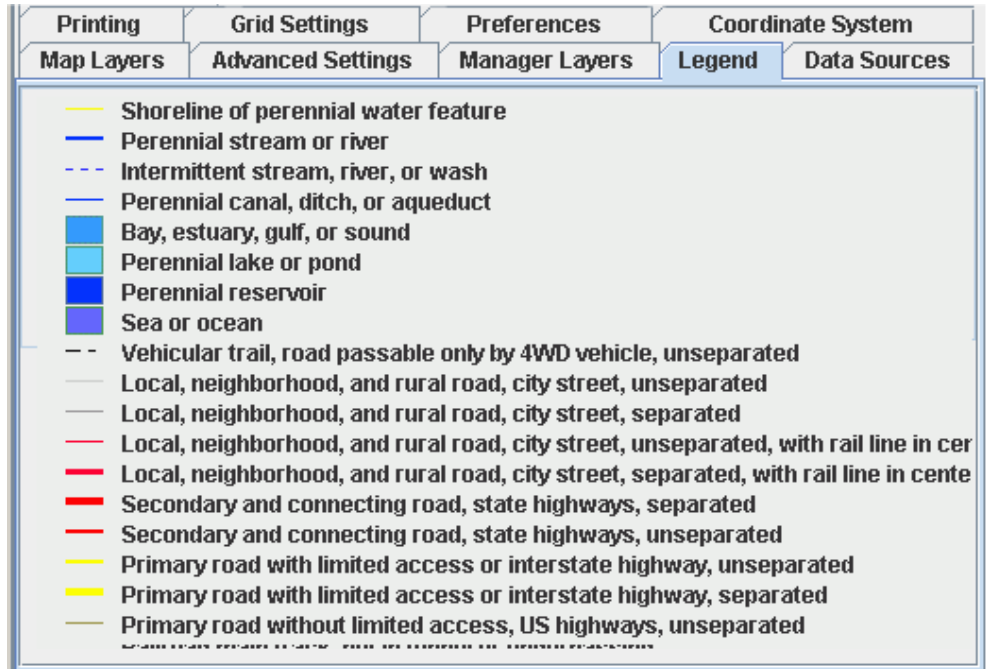 Printing Grid Settings Preferences Coordinate System
Map Layers Advanced Settings Manager Layers Legend Data Sources
Shoreline of perennial water feature
Perennial stream or river
Intermittent stream, river, or wash
Perennial canal, ditch, or aqueduct
Bay, estuary, gulf, or sound
Perennial lake or pond
Perennial reservoir
Sea or ocean
Vehicular trail, road passable only by 4WD vehicle, unseparated
Local, neighborhood, and rural road, city street, unseparated
Local, neighborhood, and rural road, city street, separated
Local, neighborhood, and rural road, city street, unseparated, with rail line in cer
Local, neighborhood, and rural road, city street, separated, with rail line in cente
Secondary and connecting road, state highways, separated
Secondary and connecting road, state highways, unseparated
Primary road with limited access or interstate highway, unseparated
Primary road with limited access or interstate highway, separated
Primary road without limited access, US highways, unseparated